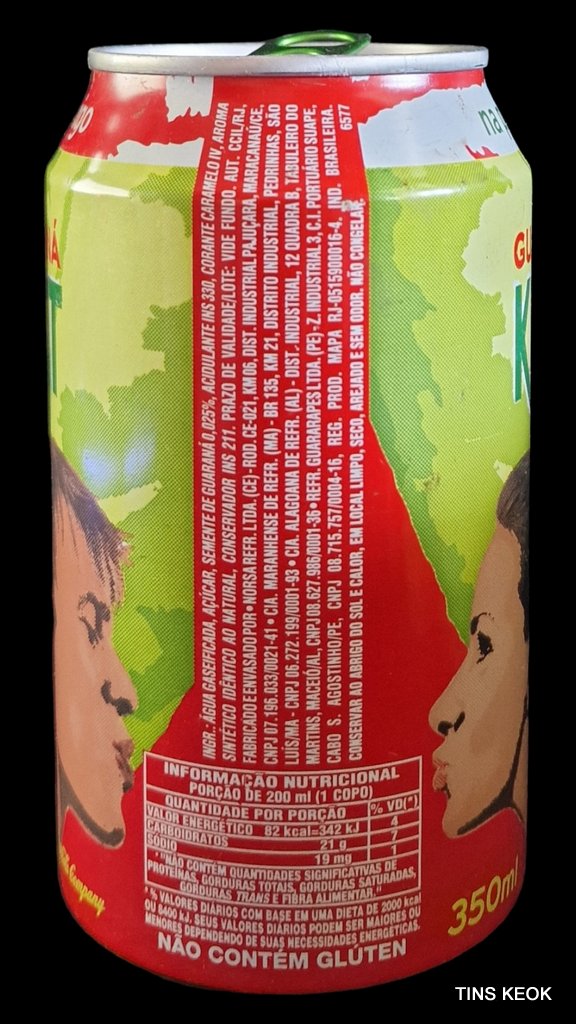 INGR.: ÁGUA GASEIFICADA, AÇÚCAR, SEMENTE DE GUARANÁ 0,025%, ACIDULANTE INS 330, CORANTE CARAMELO IV, AROMA
SINTÉTICO IDÊNTICO AO NATURAL, CONSERVADOR INS 211. PRAZO DE VALIDADE/LOTE: VIDE FUNDO. AUT. CCIL/RJ,
FABRICADO E ENVASADO POR • NORSA REFR. LTDA. (CE) - ROD. CE-021, KM 06, DIST. INDUSTRIAL PAJUÇARA, MARACANAÚ/CE,
CNPJ 07.196.033/0021-41 • CIA. MARANHENSE DE REFR. (MA) - BR 135, KM 21, DISTRITO INDUSTRIAL, PEDRINHAS, SÃO
LUÍS/MA - CNPJ 06.272.199/0001-93 • CIA. ALAGOANA DE REFR. (AL) - DIST. INDUSTRIAL, 12 QUADRA B, TABULEIRO DO
MARTINS, MACEIÓ/AL, CNPJ 08.627.986/0001-36 • REFR. GUARARAPES LTDA. (PE) - Z. INDUSTRIAL 3, C.I. PORTUÁRIO SUAPE,
CABO S. AGOSTINHO/PE, CNPJ 08.715.757/0004-16, REG. PROD. MAPA RJ-0515900016-4. IND. BRASILEIRA.
CONSERVAR AO ABRIGO DO SOL E CALOR, EM LOCAL LIMPO, SECO, AREJADO E SEM ODOR. NÃO CONGELAR. 6577
GU
K
INFORMAÇÃO NUTRICIONAL
PORÇÃO DE 200 ml (1 COPO)
QUANTIDADE POR PORÇÃO % VD(*)
VALOR ENERGÉTICO 82 kcal=342 kJ 4
CARBOIDRATOS 21 g 7
SÓDIO 19 mg 1
"NÃO CONTÉM QUANTIDADES SIGNIFICATIVAS DE
PROTEÍNAS, GORDURAS TOTAIS, GORDURAS SATURADAS,
GORDURAS TRANS E FIBRA ALIMENTAR."
* % VALORES DIÁRIOS COM BASE EM UMA DIETA DE 2000 kcal
OU 8400 kJ. SEUS VALORES DIÁRIOS PODEM SER MAIORES OU
MENORES DEPENDENDO DE SUAS NECESSIDADES ENERGÉTICAS.
NÃO CONTÉM GLÚTEN
Company
350ml
TINS KEOK